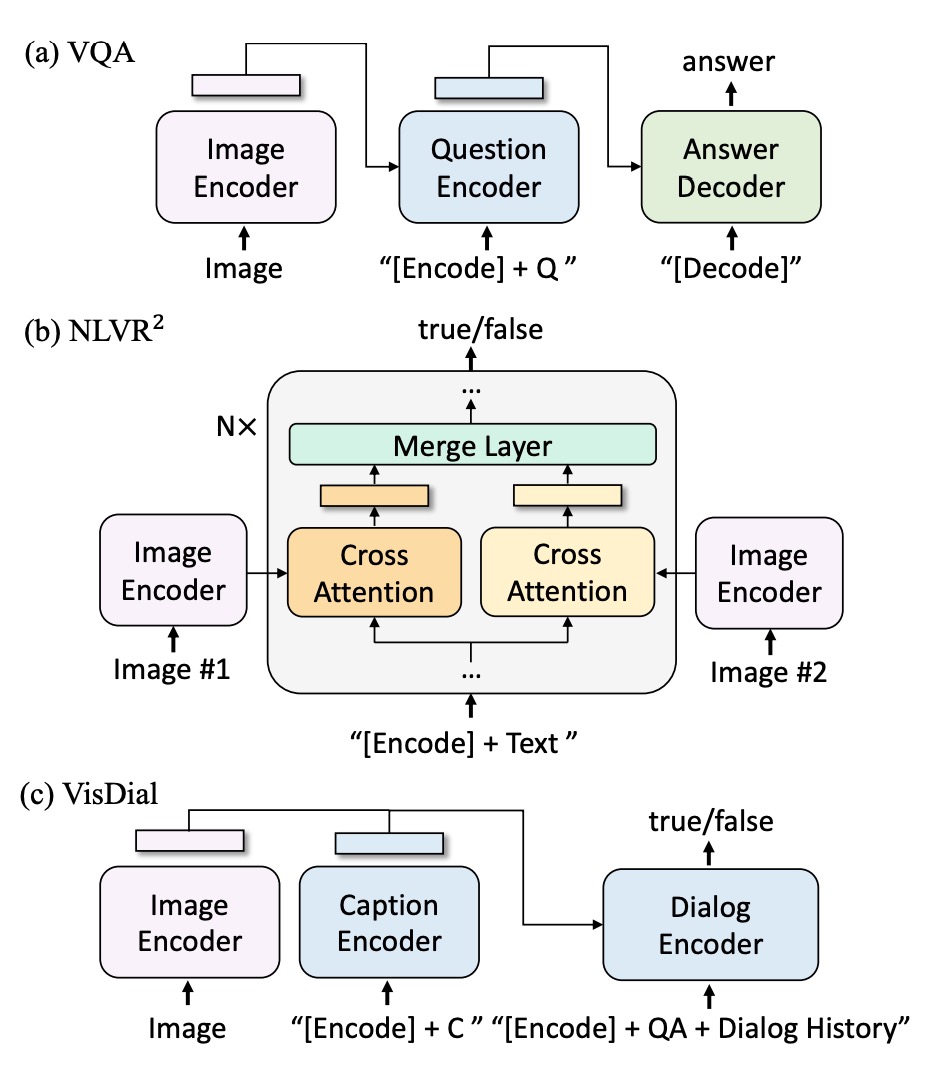 (a) VQA
answer
Image
Encoder
Question
Encoder
Answer
Decoder
Image
“[Encode] + Q ”
“[Decode]”
(b) NLVR²
true/false
...
N×
Merge Layer
Image
Encoder
Cross
Attention
Cross
Attention
Image
Encoder
Image #1
...
Image #2
“[Encode] + Text ”
(c) VisDial
true/false
Image
Encoder
Caption
Encoder
Dialog
Encoder
Image
“[Encode] + C ”
“[Encode] + QA + Dialog History”